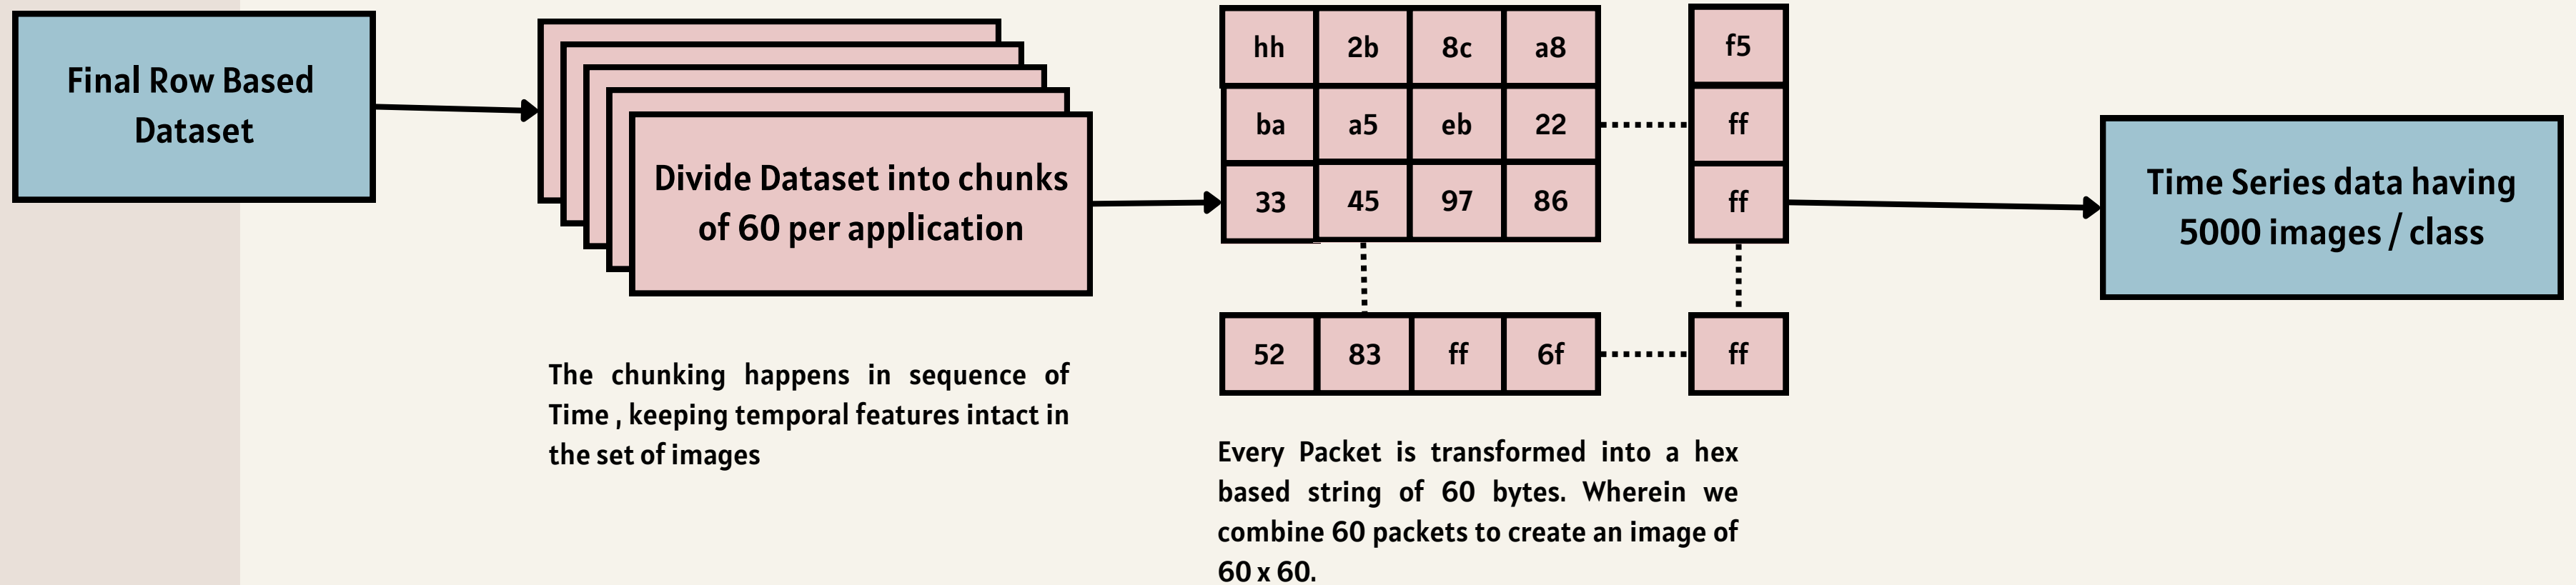 Final Row Based
Dataset
Divide Dataset into chunks
of 60 per application
The chunking happens in sequence of
Time , keeping temporal features intact in
the set of images
hh 2b 8c a8 f5
ba a5 eb 22 ff
33 45 97 86 ff
52 83 ff 6f ff
Every Packet is transformed into a hex
based string of 60 bytes. Wherein we
combine 60 packets to create an image of
60 x 60.
Time Series data having
5000 images / class